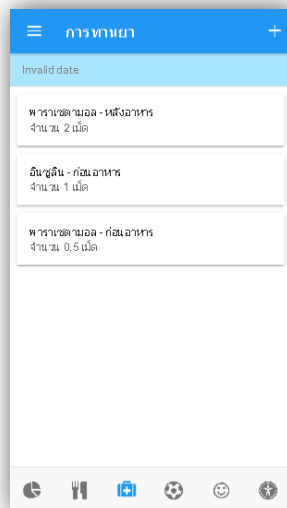 การทานยา
Invalid date
พาราเซตามอล - หลังอาหาร
จำนวน 2 เม็ด
อินซูลิน - ก่อนอาหาร
จำนวน 1 เม็ด
พาราเซตามอล - ก่อนอาหาร
จำนวน 0.5 เม็ด